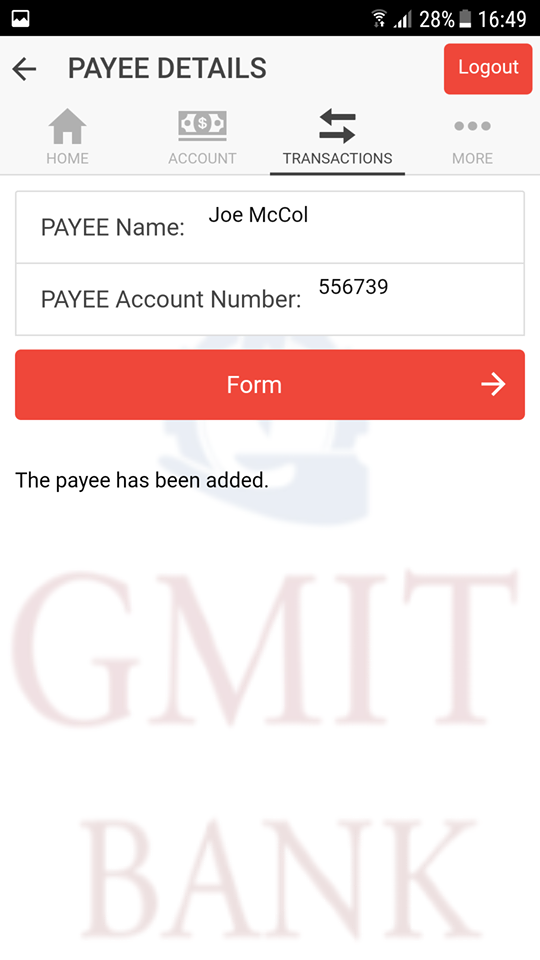 28% 16:49
PAYEE DETAILS Logout
HOME ACCOUNT TRANSACTIONS MORE
PAYEE Name: Joe McCol
PAYEE Account Number: 556739
Form
The payee has been added.
GMIT
BANK